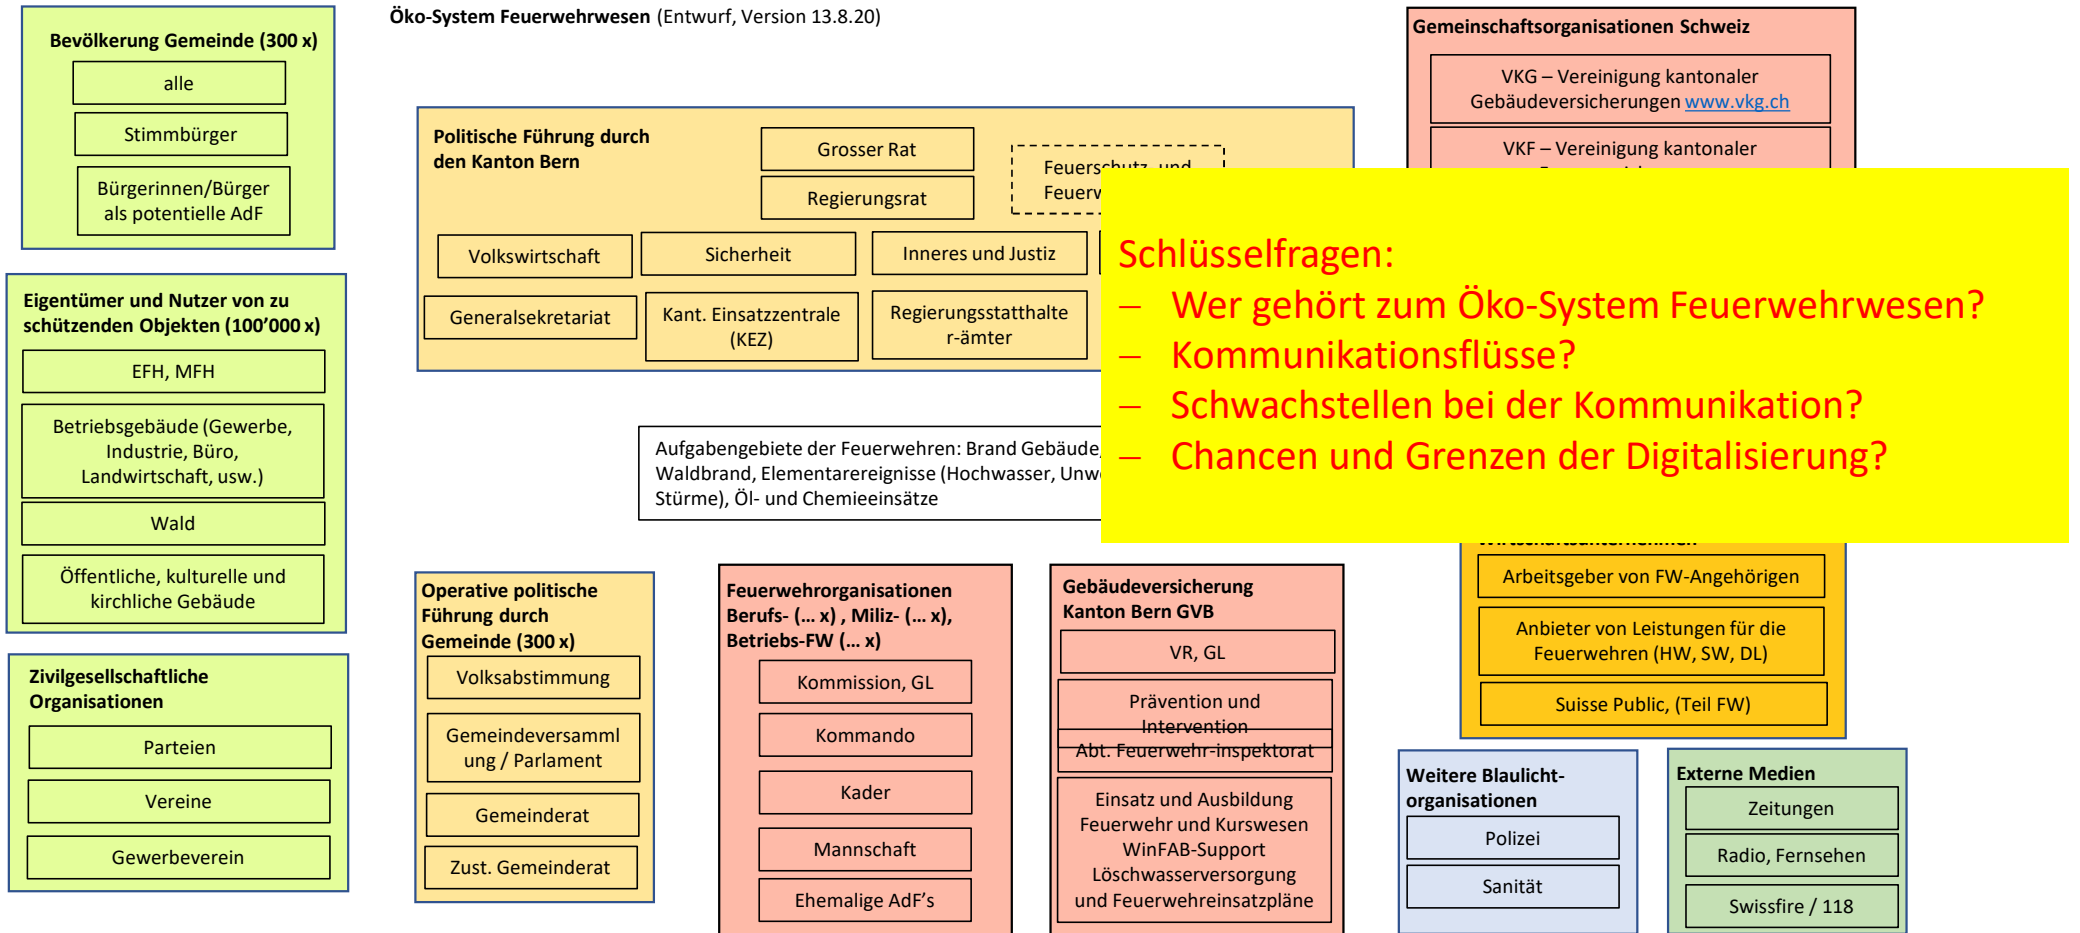 Öko-System Feuerwehrwesen (Entwurf, Version 13.8.20)
Bevölkerung Gemeinde (300 x)
alle
Stimmbürger
Bürgerinnen/Bürger
als potentielle AdF
Eigentümer und Nutzer von zu
schützenden Objekten (100’000 x)
EFH, MFH
Betriebsgebäude (Gewerbe,
Industrie, Büro,
Landwirtschaft, usw.)
Wald
Öffentliche, kulturelle und
kirchliche Gebäude
Zivilgesellschaftliche
Organisationen
Parteien
Vereine
Gewerbeverein
Politische Führung durch
den Kanton Bern
Grosser Rat
Regierungsrat
Volkswirtschaft
Sicherheit
Inneres und Justiz
Generalsekretariat
Kant. Einsatzzentrale
(KEZ)
Regierungsstatthalte
r-ämter
Gemeinschaftsorganisationen Schweiz
VKG – Vereinigung kantonaler
Gebäudeversicherungen www.vkg.ch
VKF – Vereinigung kantonaler
Schlüsselfragen:
– Wer gehört zum Öko-System Feuerwehrwesen?
– Kommunikationsflüsse?
– Schwachstellen bei der Kommunikation?
– Chancen und Grenzen der Digitalisierung?
Aufgabengebiete der Feuerwehren: Brand Gebäude,
Waldbrand, Elementarereignisse (Hochwasser,
Stürme), Öl- und Chemieeinsätze
Operative politische
Führung durch
Gemeinde (300 x)
Volksabstimmung
Gemeindeversamml
ung / Parlament
Gemeinderat
Zust. Gemeinderat
Feuerwehrorganisationen
Berufs- (… x) , Miliz- (… x),
Betriebs-FW (… x)
Kommission, GL
Kommando
Kader
Mannschaft
Ehemalige AdF’s
Gebäudeversicherung
Kanton Bern GVB
VR, GL
Prävention und
Intervention
Abt. Feuerwehr-inspektorat
Einsatz und Ausbildung
Feuerwehr und Kurswesen
WinFAB-Support
Löschwasserversorgung
und Feuerwehreinsatzpläne
Wirtschaftsunternehmen
Arbeitsgeber von FW-Angehörigen
Anbieter von Leistungen für die
Feuerwehren (HW, SW, DL)
Suisse Public, (Teil FW)
Weitere Blaulicht-
organisationen
Polizei
Sanität
Externe Medien
Zeitungen
Radio, Fernsehen
Swissfire / 118